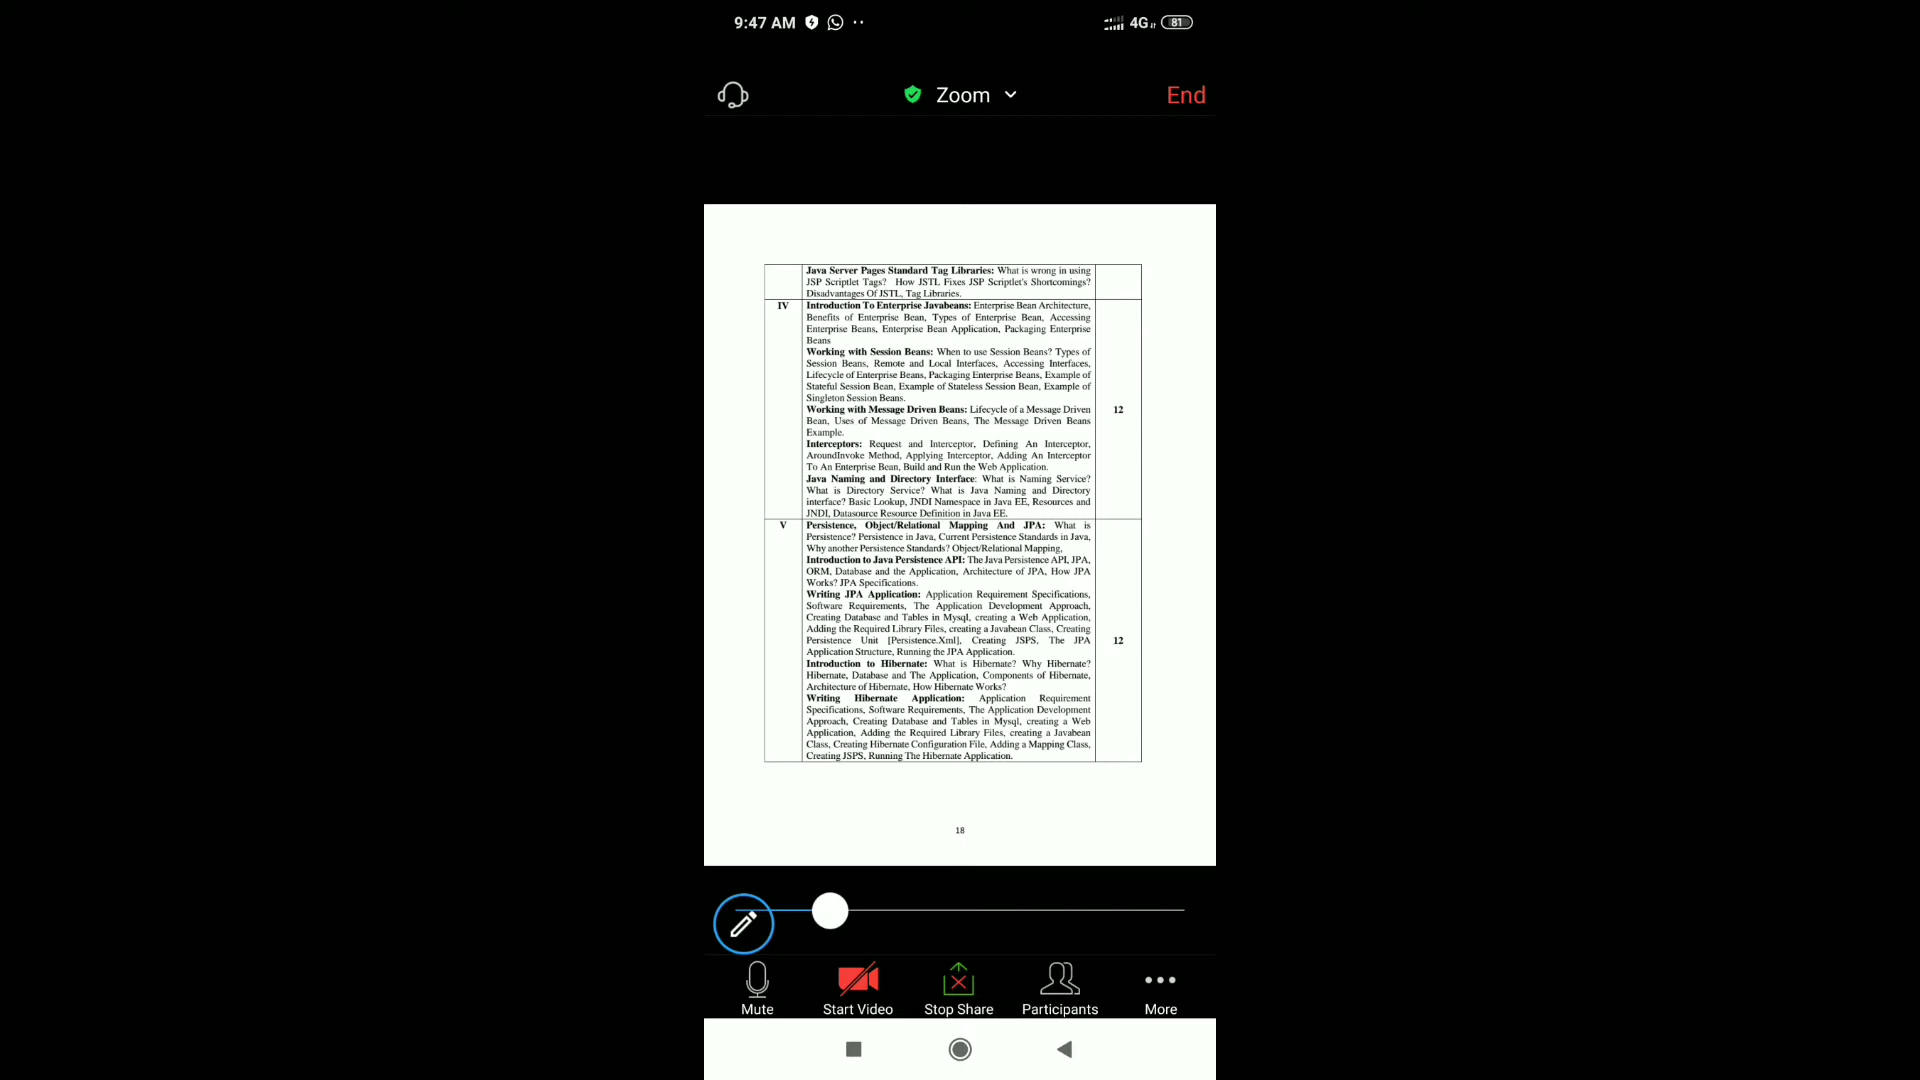 9:47 AM
4G
81
Zoom
End
Java Server Pages Standard Tag Libraries: What is wrong in using
JSP Scriptlet Tags? How JSTL Fixes JSP Scriptlet's Shortcomings?
Disadvantages Of JSTL, Tag Libraries.
IV
Introduction To Enterprise Javabeans: Enterprise Bean Architecture,
Benefits of Enterprise Bean, Types of Enterprise Bean, Accessing
Enterprise Beans, Enterprise Bean Application, Packaging Enterprise
Beans
Working with Session Beans: When to use Session Beans? Types of
Session Beans, Remote and Local Interfaces, Accessing Interfaces,
Lifecycle of Enterprise Beans, Packaging Enterprise Beans, Example of
Stateful Session Bean, Example of Stateless Session Bean, Example of
Singleton Session Beans.
Working with Message Driven Beans: Lifecycle of a Message Driven
Bean, Uses of Message Driven Beans, The Message Driven Beans
Example.
Interceptors: Request and Interceptor, Defining An Interceptor,
AroundInvoke Method, Applying Interceptor, Adding An Interceptor
To An Enterprise Bean, Build and Run the Web Application.
Java Naming and Directory Interface: What is Naming Service?
What is Directory Service? What is Java Naming and Directory
interface? Basic Lookup, JNDI Namespace in Java EE, Resources and
JNDI, Datasource Resource Definition in Java EE.
12
V
Persistence, Object/Relational Mapping And JPA: What is
Persistence? Persistence in Java, Current Persistence Standards in Java,
Why another Persistence Standards? Object/Relational Mapping,
Introduction to Java Persistence API: The Java Persistence API, JPA,
ORM, Database and the Application, Architecture of JPA, How JPA
Works? JPA Specifications.
Writing JPA Application: Application Requirement Specifications,
Software Requirements, The Application Development Approach,
Creating Database and Tables in Mysql, creating a Web Application,
Adding the Required Library Files, creating a Javabean Class, Creating
Persistence Unit [Persistence.Xml], Creating JSPS, The JPA
Application Structure, Running the JPA Application.
Introduction to Hibernate: What is Hibernate? Why Hibernate?
Hibernate, Database and The Application, Components of Hibernate,
Architecture of Hibernate, How Hibernate Works?
Writing Hibernate Application: Application Requirement
Specifications, Software Requirements, The Application Development
Approach, Creating Database and Tables in Mysql, creating a Web
Application, Adding the Required Library Files, creating a Javabean
Class, Creating Hibernate Configuration File, Adding a Mapping Class,
Creating JSPS, Running The Hibernate Application.
12
18
Mute
Start Video
Stop Share
Participants
More